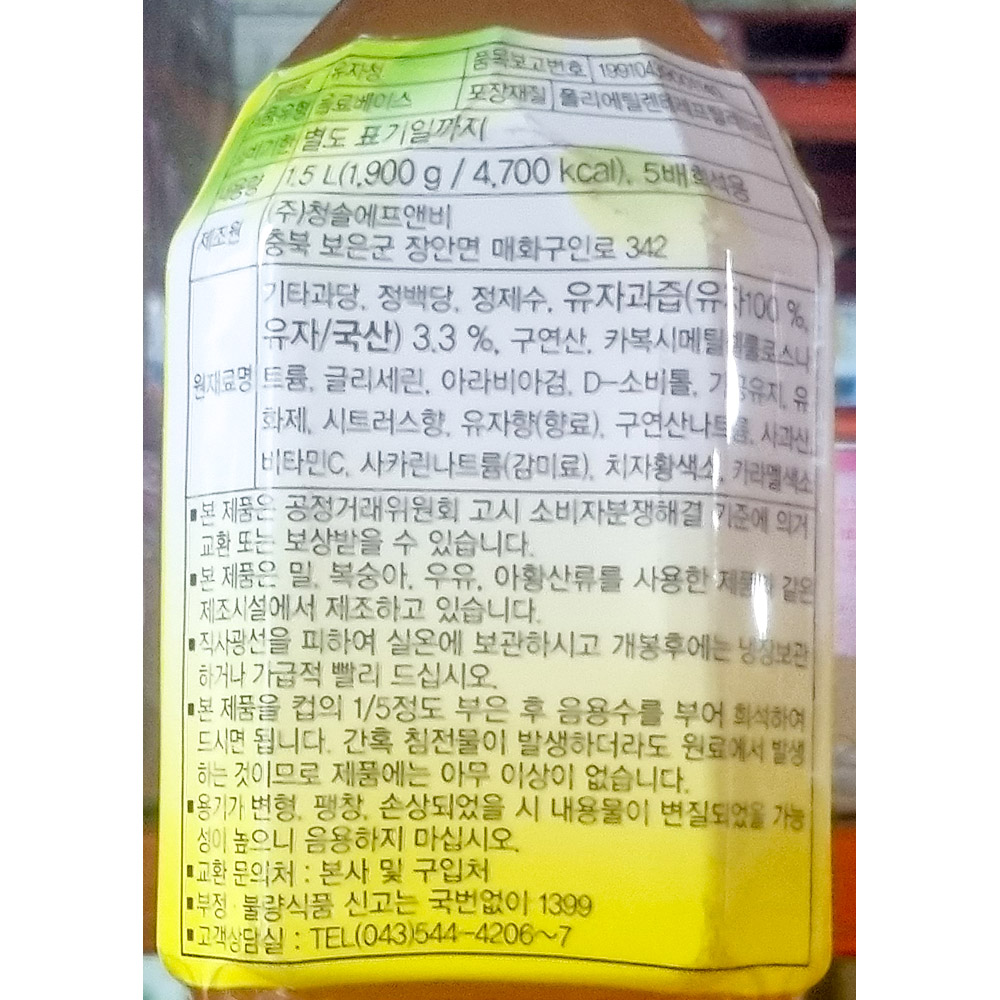 유자청 품목보고번호 199104
식품유형 음료베이스 포장재질 폴리에틸렌테레프탈레이트
별도 표기일까지
내용량 1.5 L(1,900 g / 4,700 kcal), 5배희석용
제조원 (주)청솔에프앤비
충북 보은군 장안면 매화구인로 342
기타과당, 정백당, 정제수, 유자과즙(유자100 %,
유자/국산) 3.3 %, 구연산, 카복시메틸셀룰로스나
원재료명 트륨, 글리세린, 아라비아검, D-소비톨, 가공유지, 유
화제, 시트러스향, 유자향(향료), 구연산나트륨, 사과산,
비타민C, 사카린나트륨(감미료), 치자황색소, 카라멜색소
▪본 제품은 공정거래위원회 고시 소비자분쟁해결 기준에 의거
교환 또는 보상받을 수 있습니다.
▪본 제품은 밀, 복숭아, 우유, 아황산류를 사용한 제품과 같은
제조시설에서 제조하고 있습니다.
▪직사광선을 피하여 실온에 보관하시고 개봉후에는 냉장보관
하거나 가급적 빨리 드십시오.
▪본 제품을 컵의 1/5정도 부은 후 음용수를 부어 희석하여
드시면 됩니다. 간혹 침전물이 발생하더라도 원료에서 발생
하는 것이므로 제품에는 아무 이상이 없습니다.
▪용기가 변형, 팽창, 손상되었을 시 내용물이 변질되었을 가능
성이 높으니 음용하지 마십시오.
▪교환 문의처 : 본사 및 구입처
▪부정·불량식품 신고는 국번없이 1399
▪고객상담실 : TEL(043)544-4206~7